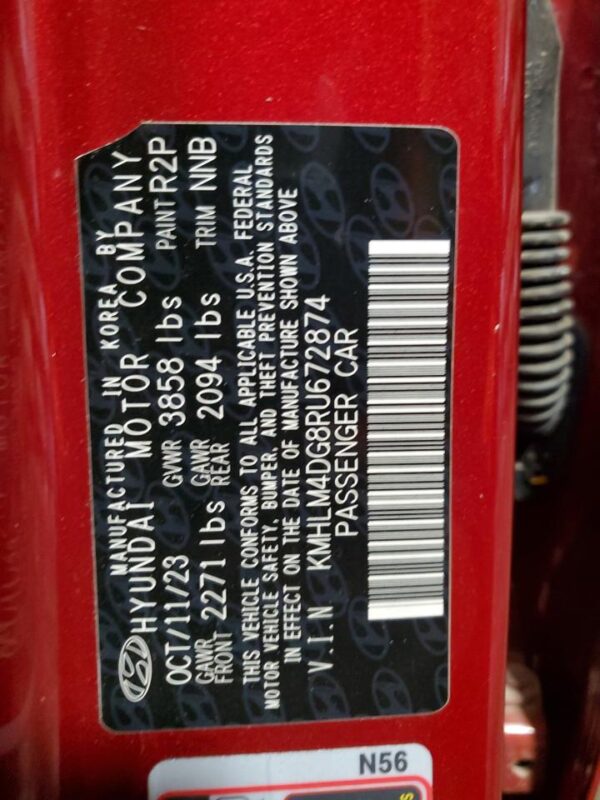 MANUFACTURED IN KOREA BY
HYUNDAI MOTOR COMPANY
OCT/11/23 GVWR 3858 lbs PAINT R2P
GAWR FRONT 2271 lbs GAWR REAR 2094 lbs TRIM NNB
THIS VEHICLE CONFORMS TO ALL APPLICABLE U.S.A. FEDERAL
MOTOR VEHICLE SAFETY, BUMPER, AND THEFT PREVENTION STANDARDS
IN EFFECT ON THE DATE OF MANUFACTURE SHOWN ABOVE
V.I.N KMHLM4DG8RU672874
PASSENGER CAR
N56